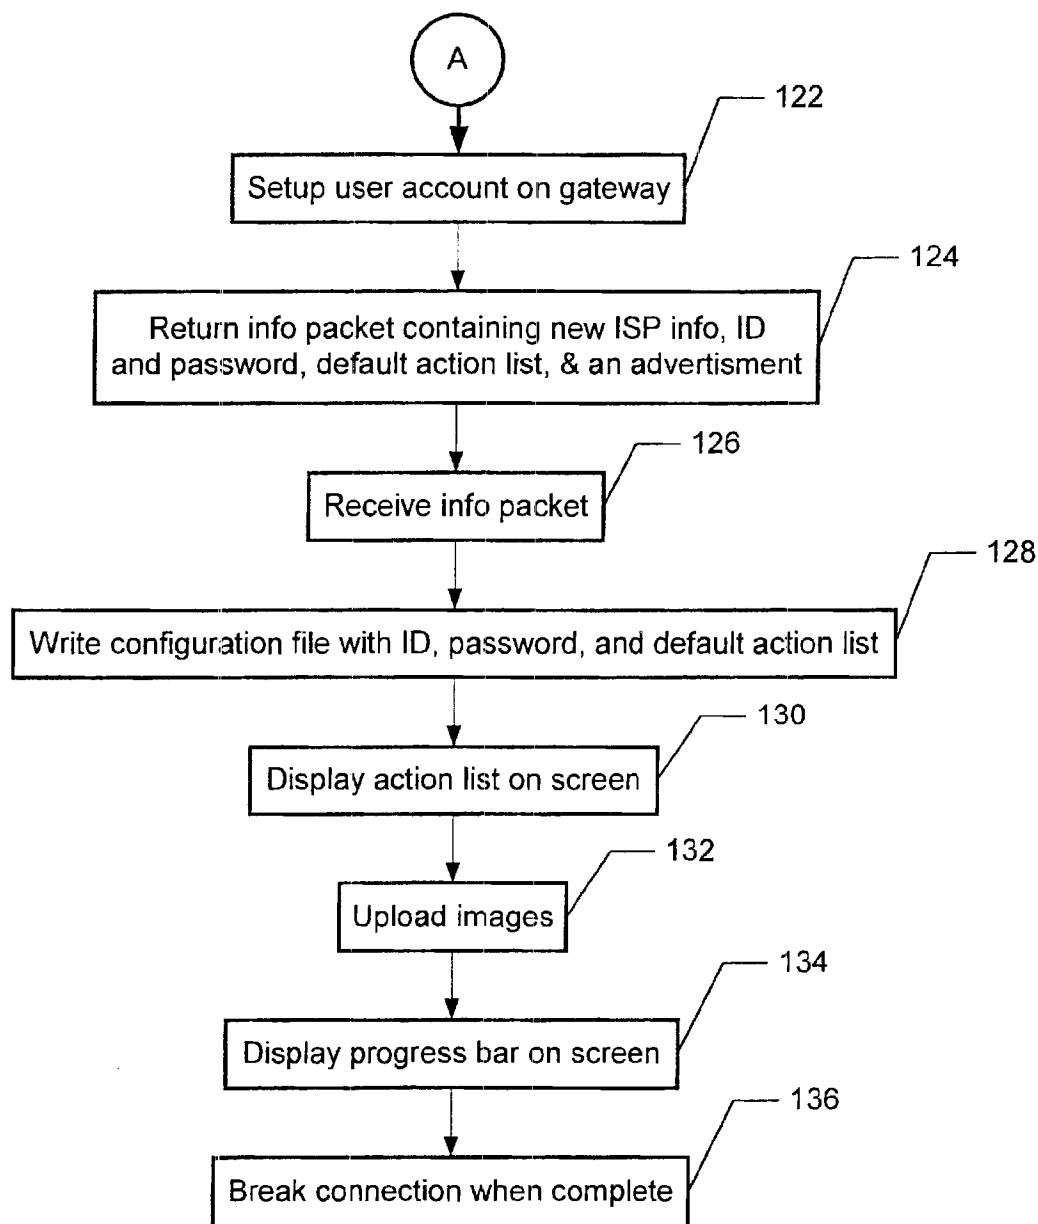 A
122
Setup user account on gateway
124
Return info packet containing new ISP info, ID
and password, default action list, & an advertisment
126
Receive info packet
128
Write configuration file with ID, password, and default action list
130
Display action list on screen
132
Upload images
134
Display progress bar on screen
136
Break connection when complete